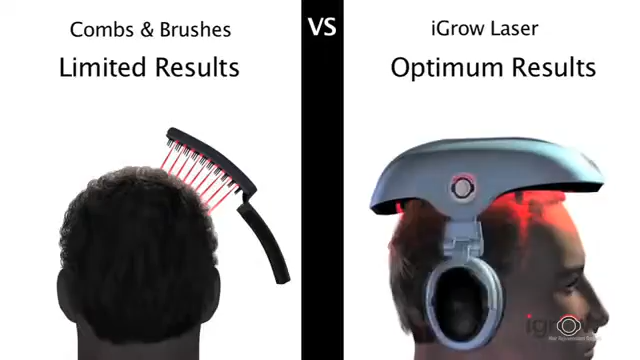 Combs & Brushes
Limited Results
VS
iGrow Laser
Optimum Results
igrow